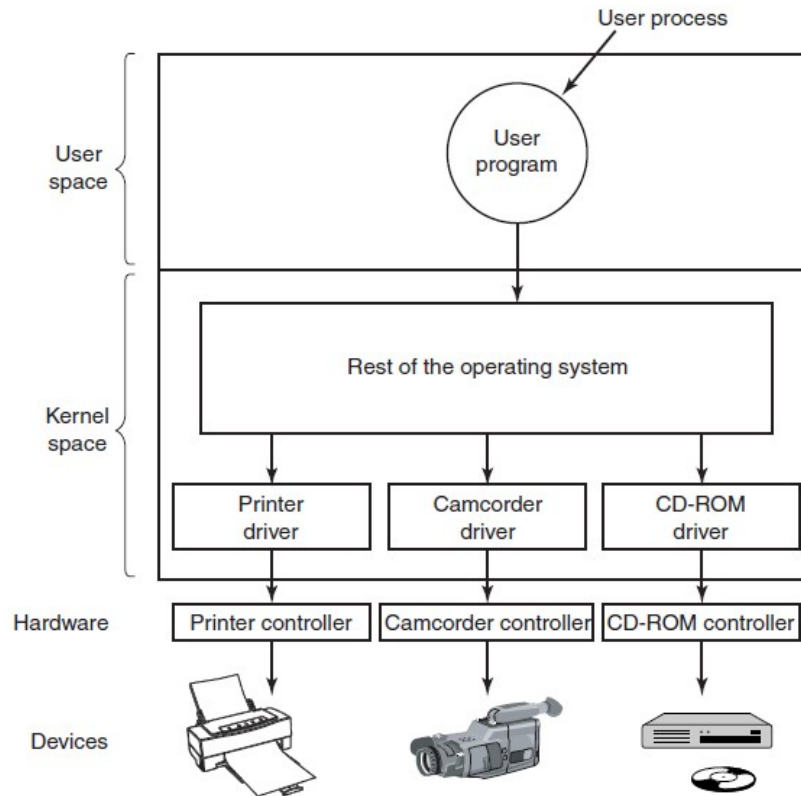 User process
User
space
User
program
Kernel
space
Rest of the operating system
Printer
driver
Camcorder
driver
CD-ROM
driver
Hardware
Printer controller
Camcorder controller
CD-ROM controller
Devices